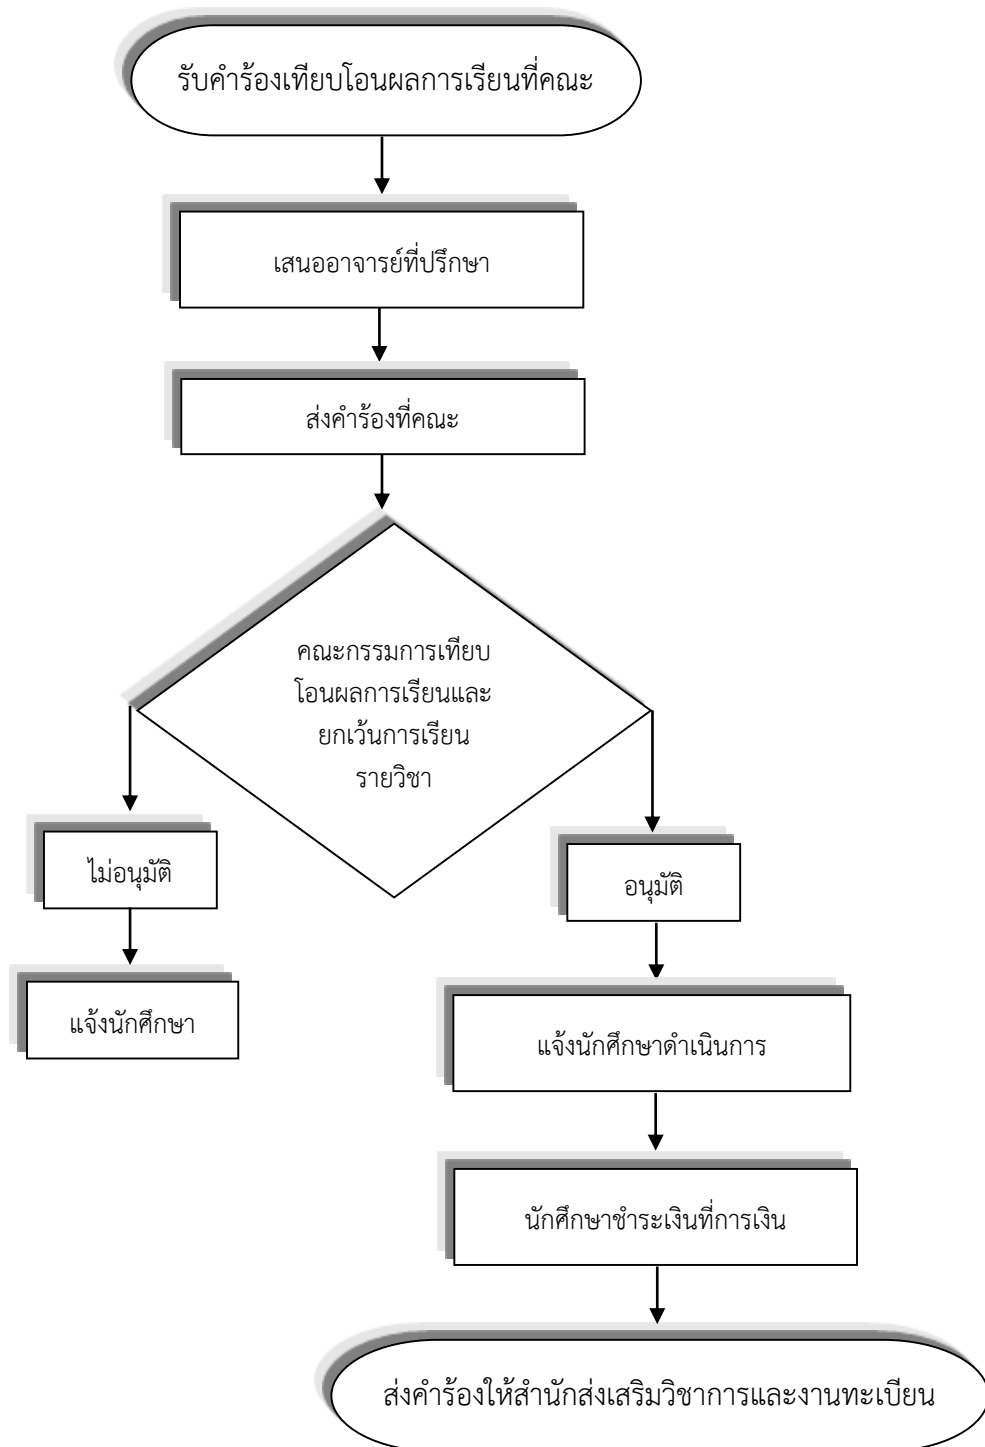 รับคำร้องเทียบโอนผลการเรียนที่คณะ
เสนออาจารย์ที่ปรึกษา
ส่งคำร้องที่คณะ
คณะกรรมการเทียบ
โอนผลการเรียนและ
ยกเว้นการเรียน
รายวิชา
ไม่อนุมัติ
อนุมัติ
แจ้งนักศึกษา
แจ้งนักศึกษาดำเนินการ
นักศึกษาชำระเงินที่การเงิน
ส่งคำร้องให้สำนักส่งเสริมวิชาการและงานทะเบียน